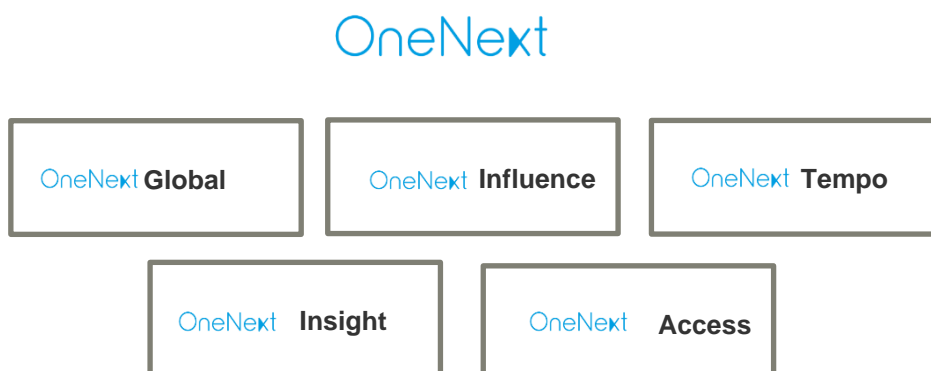 OneNext
OneNext Global
OneNext Influence
OneNext Tempo
OneNext Insight
OneNext Access